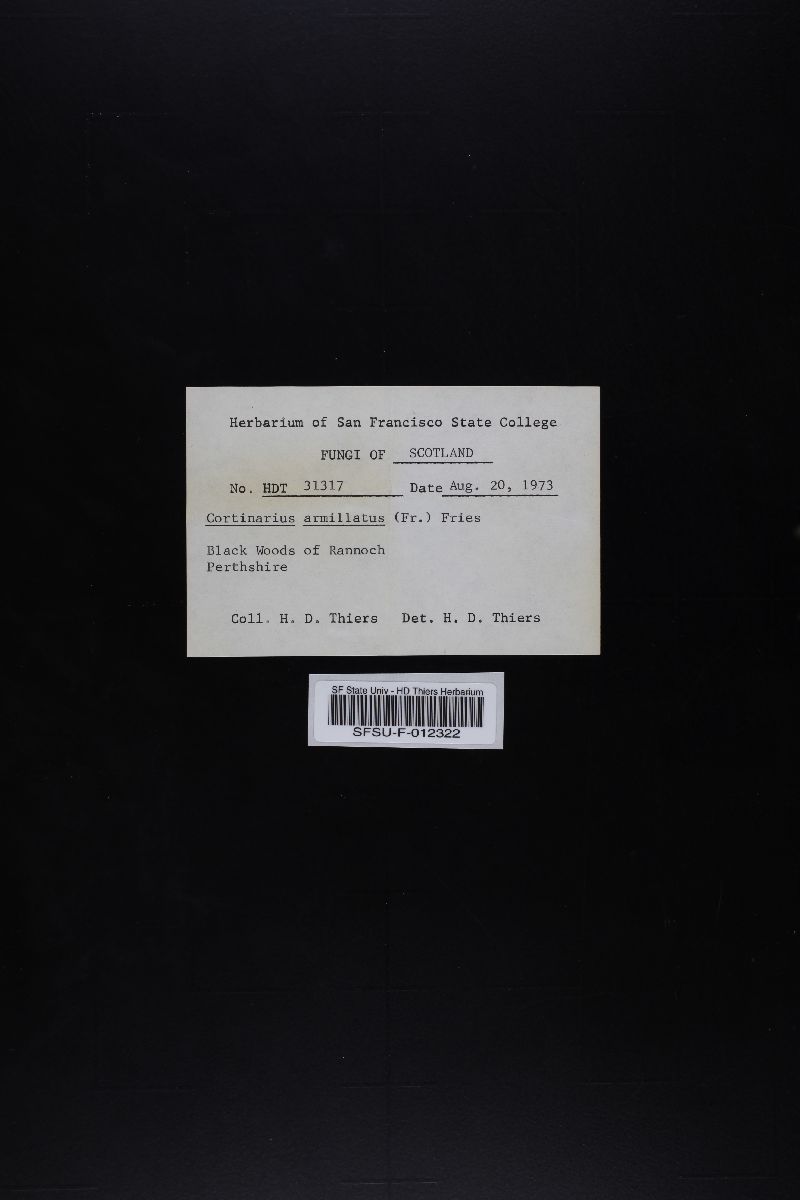 Herbarium of San Francisco State College
FUNGI OF SCOTLAND
No. HDT 31317 Date Aug. 20, 1973
Cortinarius armillatus (Fr.) Fries
Black Woods of Rannoch
Perthshire
Coll. H. D. Thiers Det. H. D. Thiers
SF State Univ - HD Thiers Herbarium
SFSU-F-012322